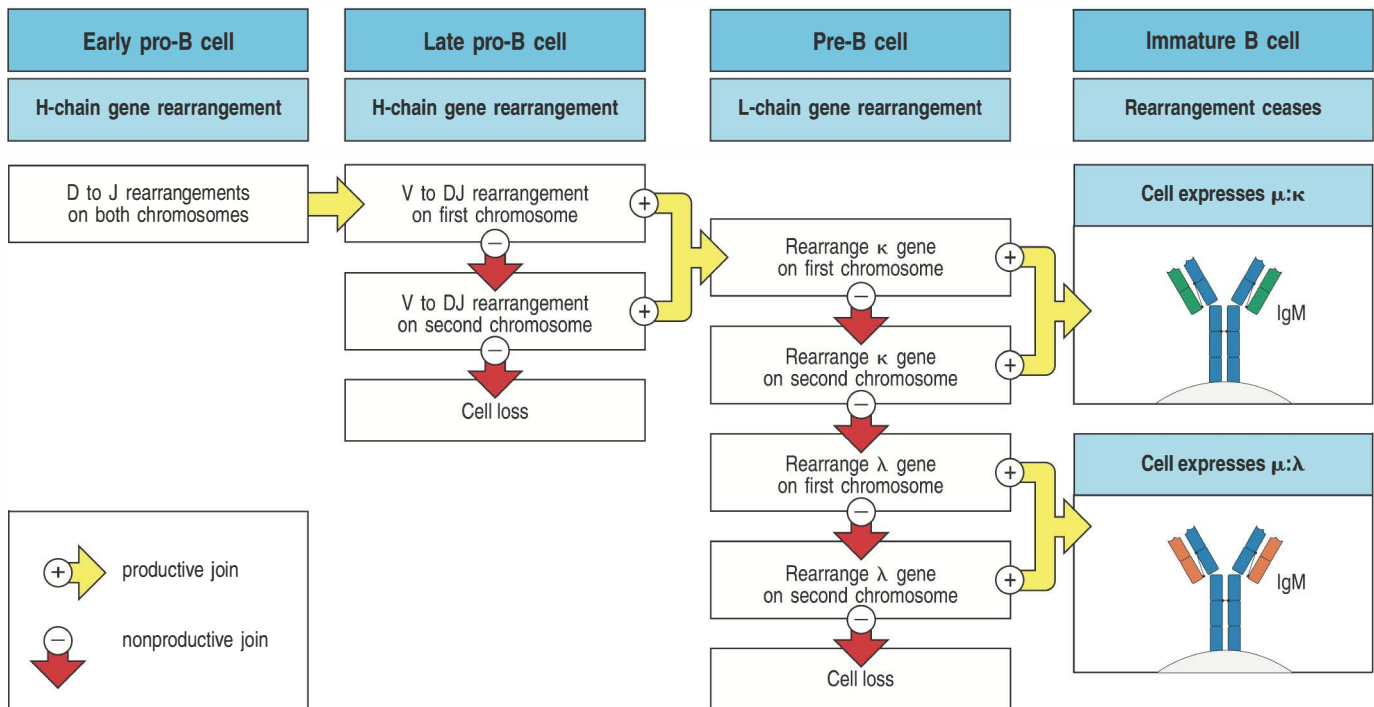 Early pro-B cell
H-chain gene rearrangement
D to J rearrangements
on both chromosomes
+
productive join
−
nonproductive join
Late pro-B cell
H-chain gene rearrangement
V to DJ rearrangement
on first chromosome
+
−
V to DJ rearrangement
on second chromosome
+
−
Cell loss
Pre-B cell
L-chain gene rearrangement
Rearrange κ gene
on first chromosome
+
−
Rearrange κ gene
on second chromosome
+
−
Rearrange λ gene
on first chromosome
+
−
Rearrange λ gene
on second chromosome
+
−
Cell loss
Immature B cell
Rearrangement ceases
Cell expresses μ:κ
IgM
Cell expresses μ:λ
IgM